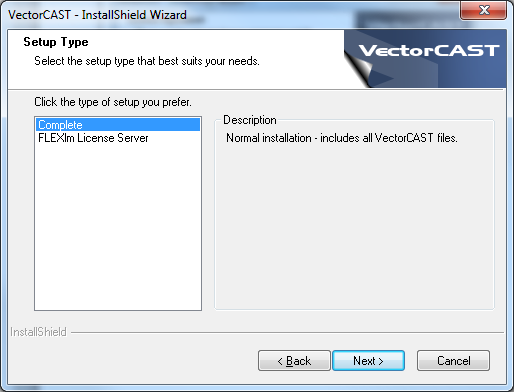 VectorCAST - InstallShield Wizard
Setup Type
Select the setup type that best suits your needs.
VectorCAST
Click the type of setup you prefer.
Complete
FLEXlm License Server
Description
Normal installation - includes all VectorCAST files.
InstallShield
< Back
Next >
Cancel